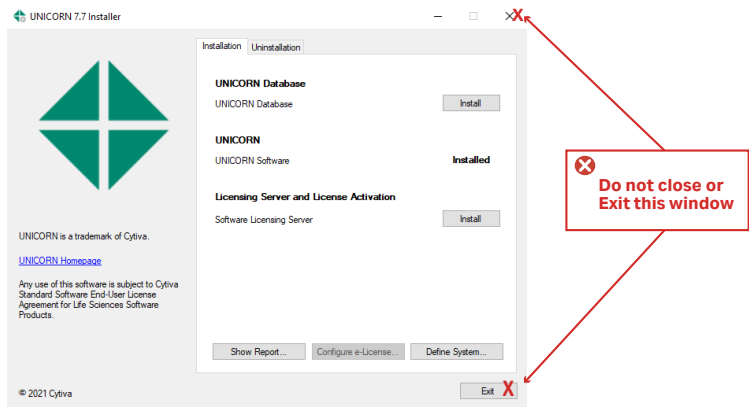 UNICORN 7.7 Installer
X
Installation Uninstallation
UNICORN Database
UNICORN Database Install
UNICORN
UNICORN Software Installed
Licensing Server and License Activation
Software Licensing Server Install
UNICORN is a trademark of Cytiva.
UNICORN Homepage
Any use of this software is subject to Cytiva
Standard Software End-User License
Agreement for Life Sciences Software
Products.
Show Report... Configure e-License... Define System...
© 2021 Cytiva
Exit X
Do not close or
Exit this window